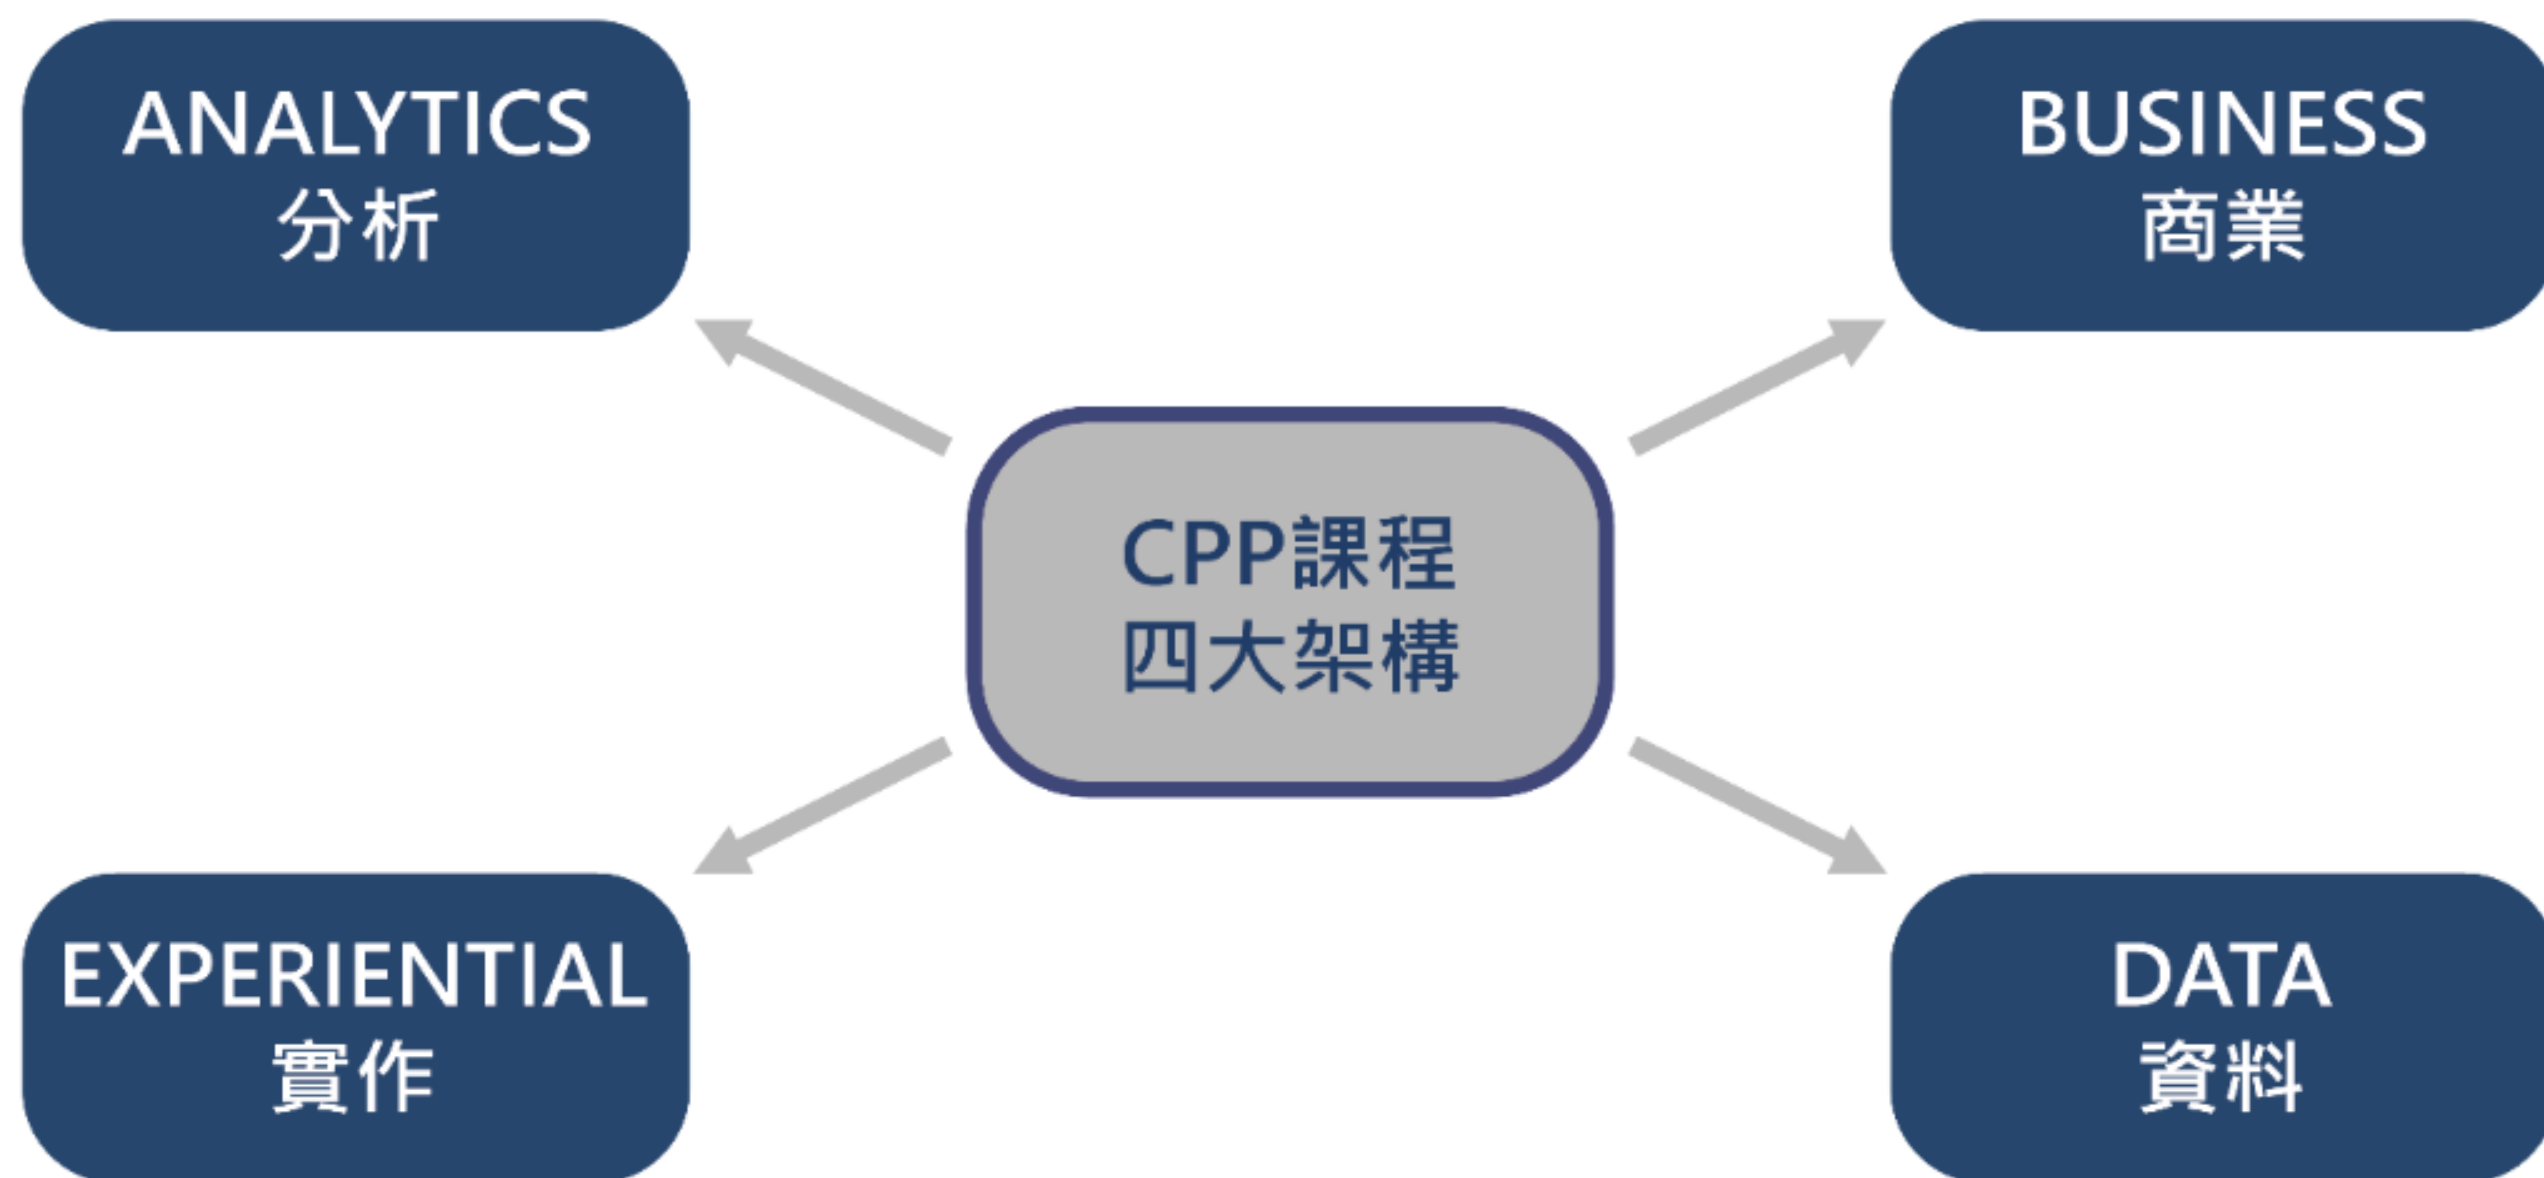 ANALYTICS
分析
BUSINESS
商業
CPP課程
四大架構
EXPERIENTIAL
實作
DATA
資料